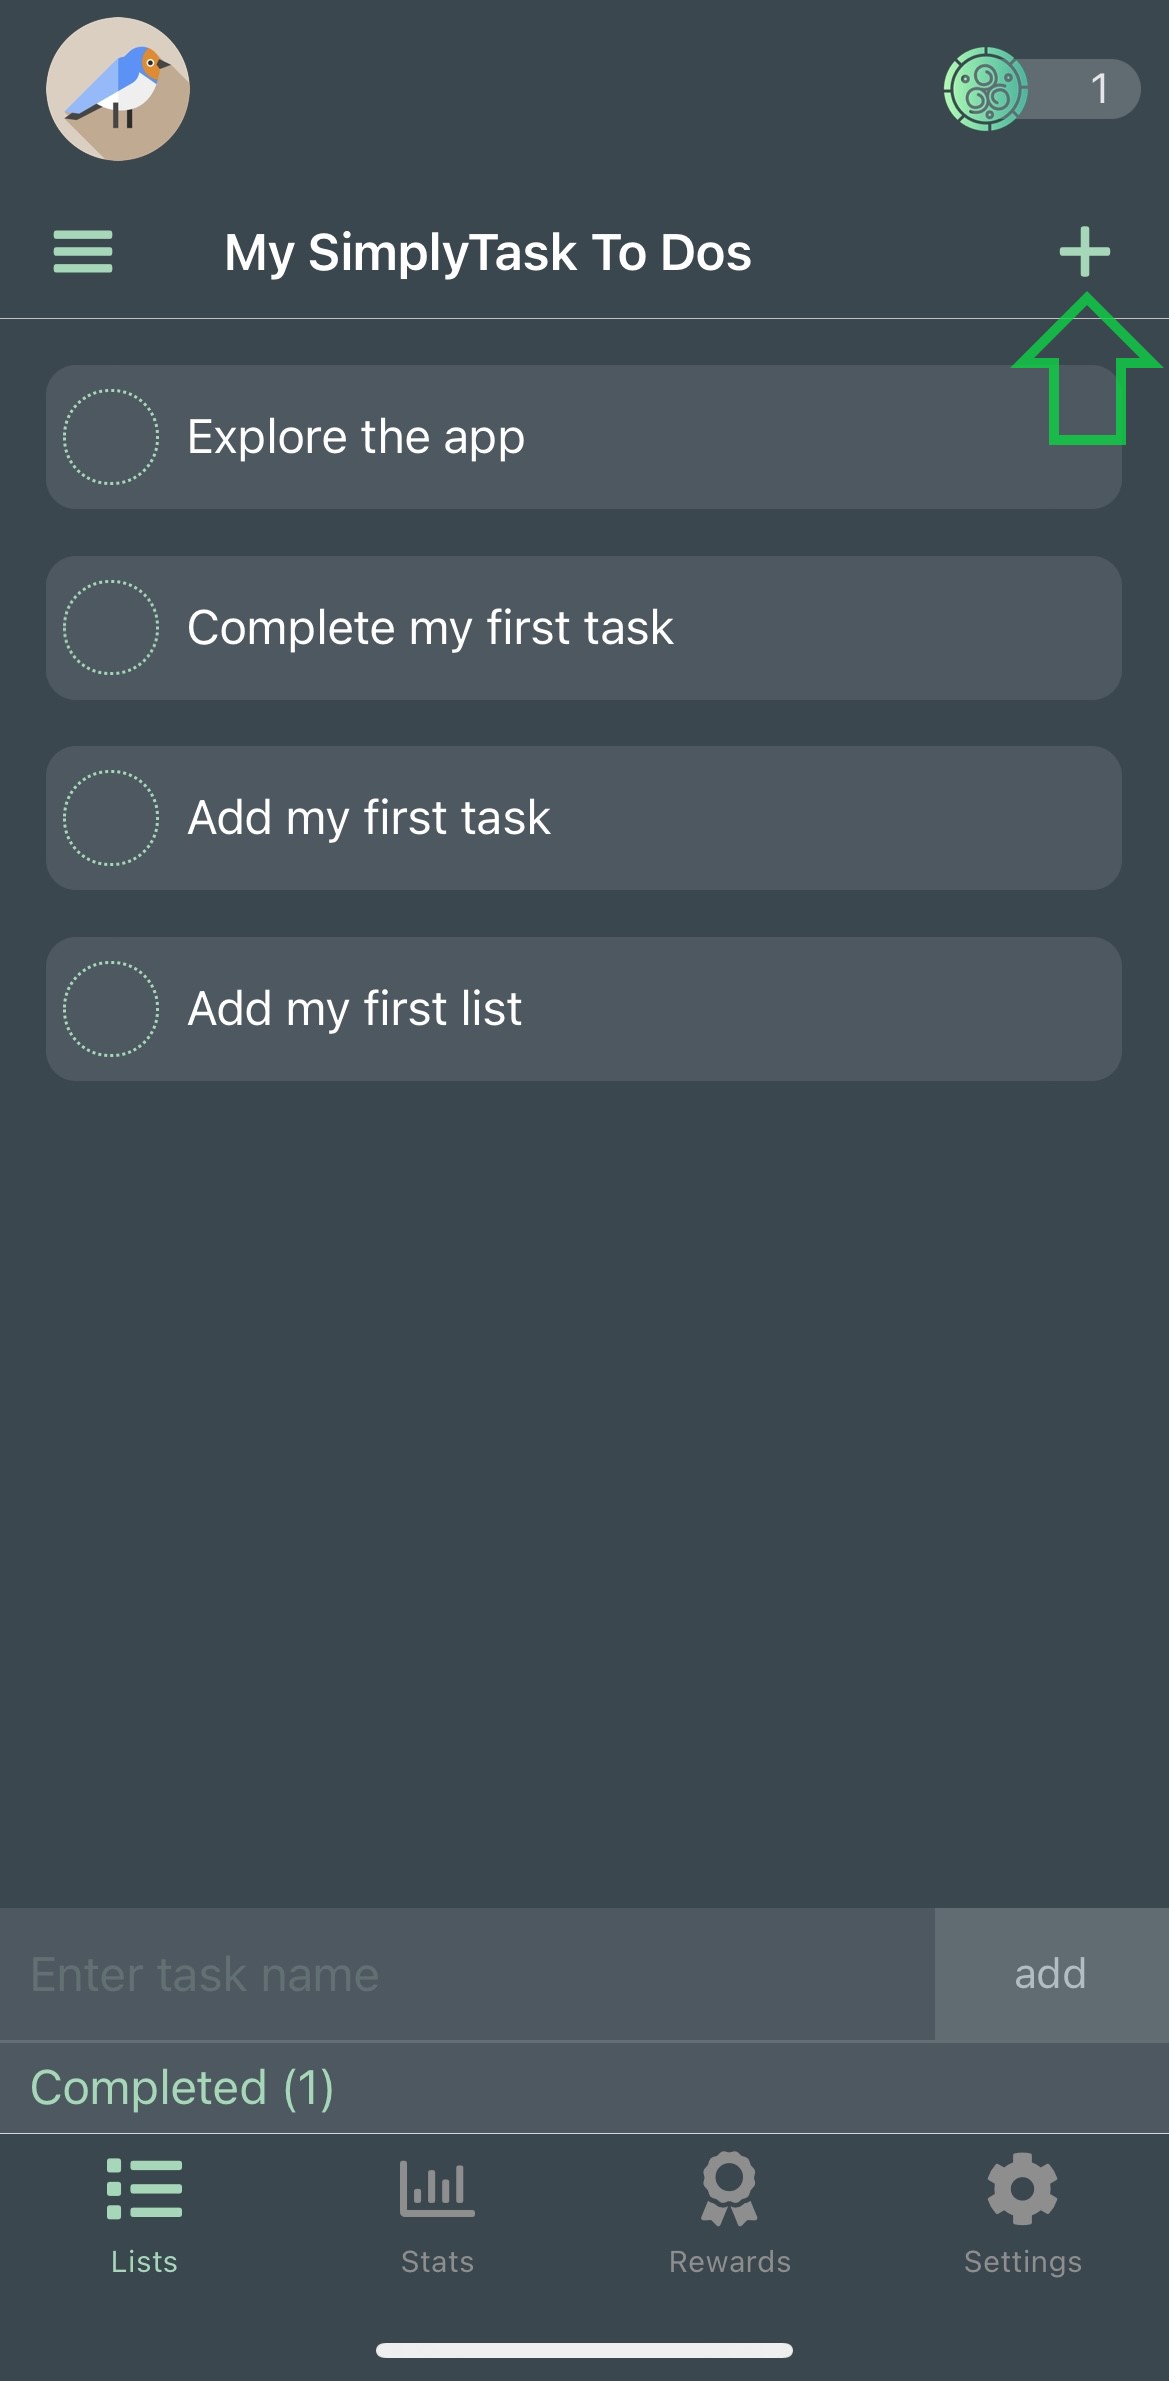 1
My SimplyTask To Dos
Explore the app
Complete my first task
Add my first task
Add my first list
Enter task name
add
Completed (1)
Lists
Stats
Rewards
Settings